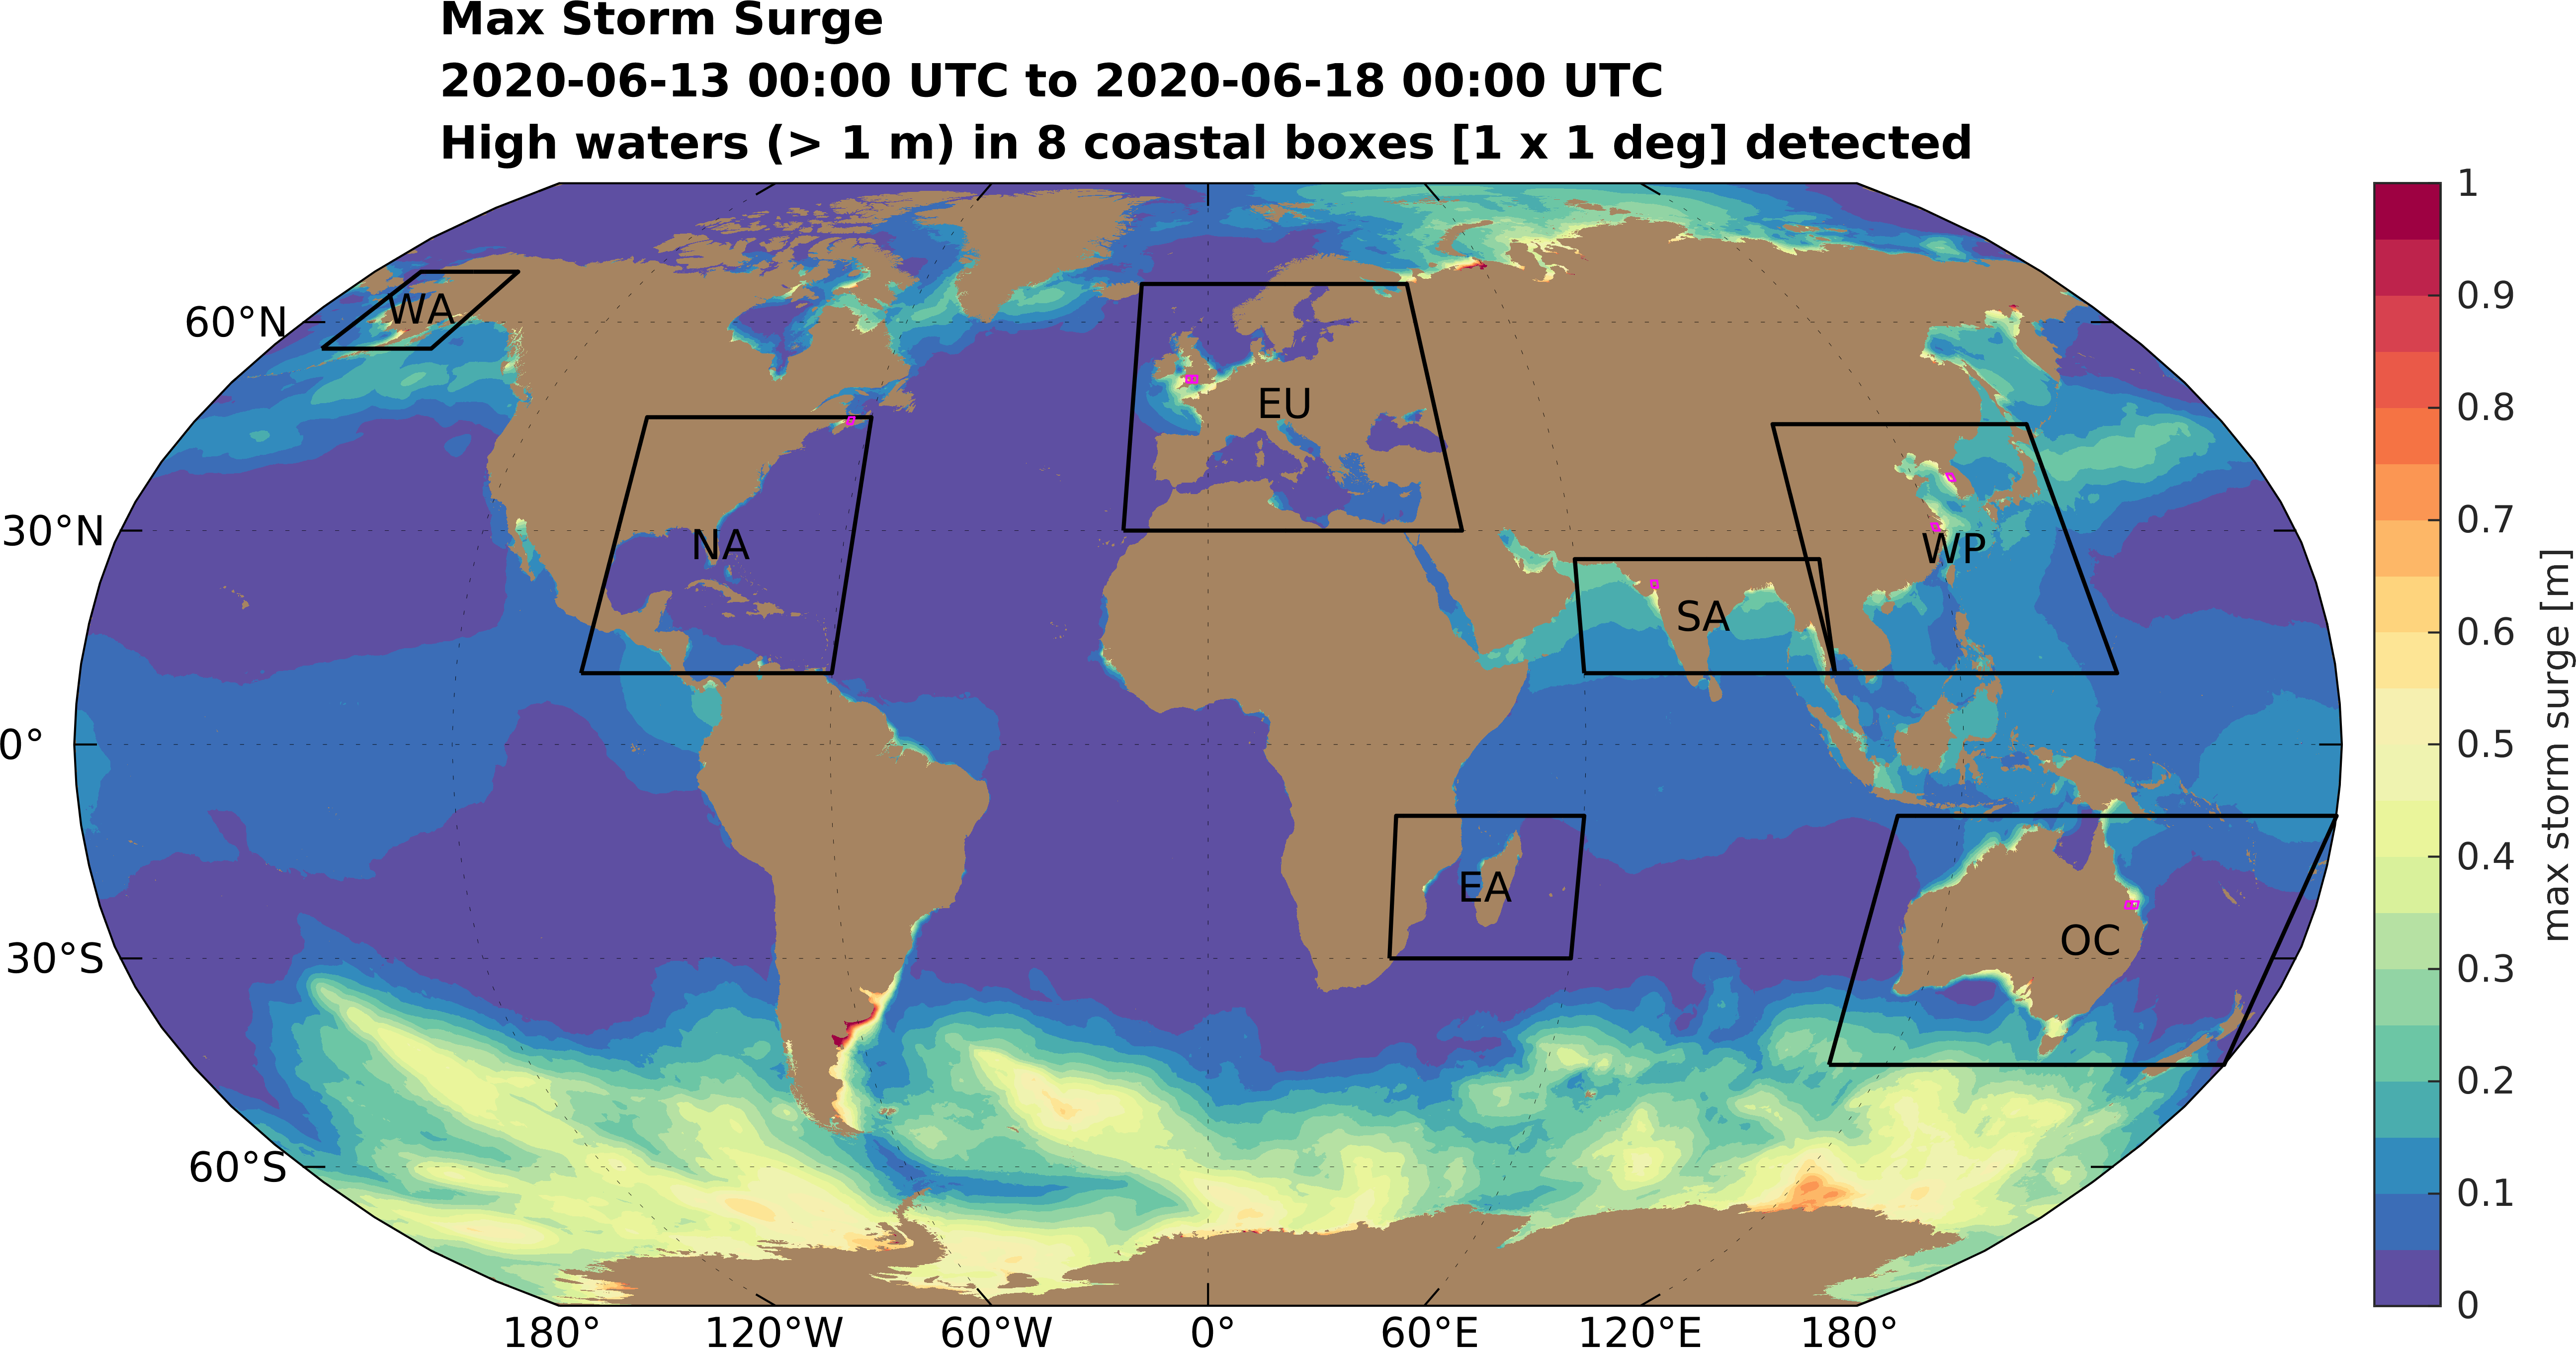 Max Storm Surge
2020-06-13 00:00 UTC to 2020-06-18 00:00 UTC
High waters (> 1 m) in 8 coastal boxes [1 x 1 deg] detected
60°N
30°N
0°
30°S
60°S
WA
NA
EU
SA
WP
EA
OC
180°
120°W
60°W
0°
60°E
120°E
180°
1
0.9
0.8
0.7
0.6
0.5
0.4
0.3
0.2
0.1
0
max storm surge [m]